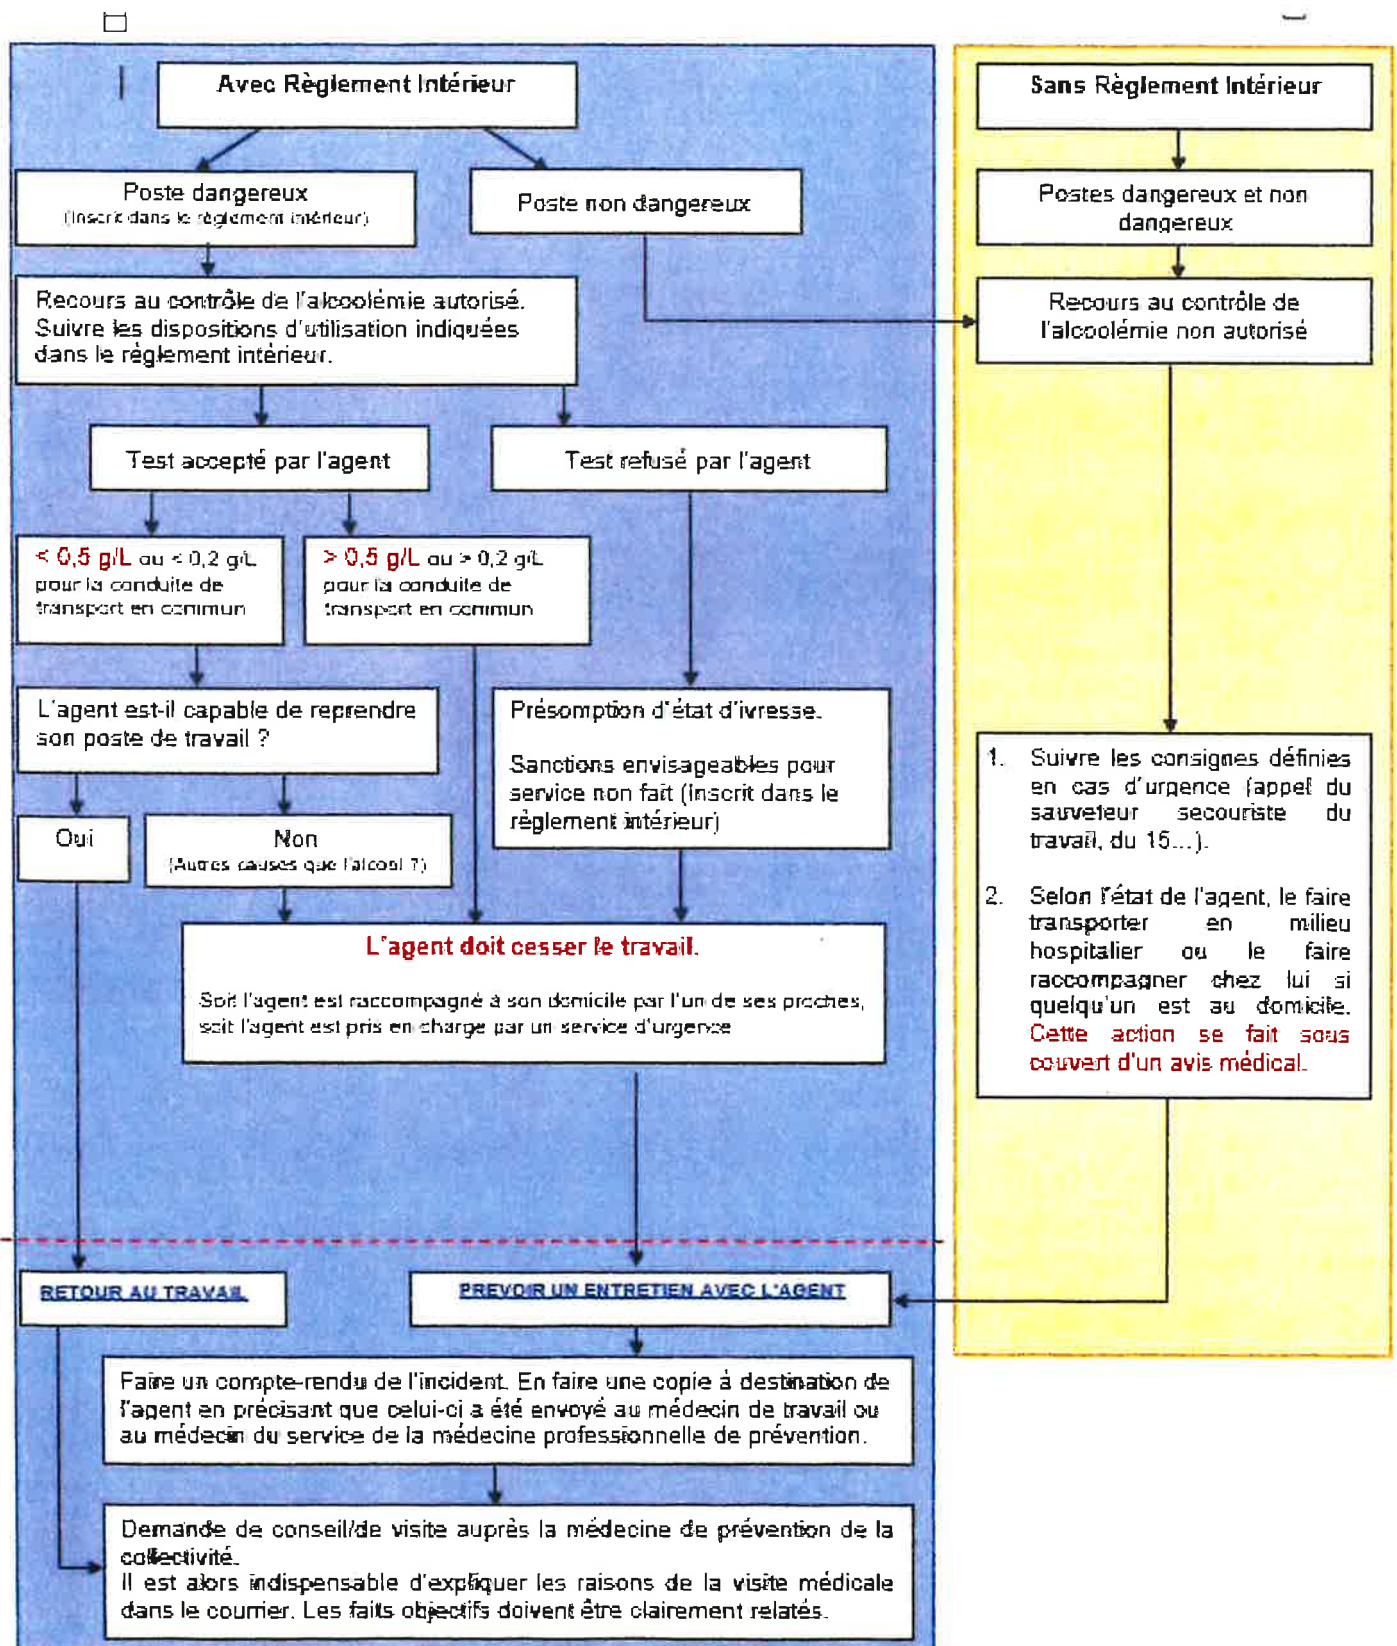 Avec Règlement Intérieur
Sans Règlement Intérieur
Poste dangereux
(Inscrit dans le règlement intérieur)
Poste non dangereux
Postes dangereux et non
dangereux
Recours au contrôle de l'alcoolémie autorisé.
Suivre les dispositions d'utilisation indiquées
dans le règlement intérieur.
Recours au contrôle de
l'alcoolémie non autorisé
Test accepté par l'agent
Test refusé par l'agent
< 0,5 g/L ou < 0,2 g/L
pour la conduite de
transport en commun
> 0,5 g/L ou > 0,2 g/L
pour la conduite de
transport en commun
L'agent est-il capable de reprendre
son poste de travail ?
Présomption d'état d'ivresse.
Sanctions envisageables pour
service non fait (inscrit dans le
règlement intérieur)
Oui
Non
(Autres causes que l'alcool ?)
L'agent doit cesser le travail.
Soit l'agent est raccompagné à son domicile par l'un de ses proches,
soit l'agent est pris en charge par un service d'urgence
1. Suivre les consignes définies
en cas d'urgence (appel du
sauveteur secouriste du
travail, du 15...).
2. Selon l'état de l'agent, le faire
transporter en milieu
hospitalier ou le faire
raccompagner chez lui si
quelqu'un est au domicile.
Cette action se fait sous
couvert d'un avis médical.
RETOUR AU TRAVAIL
PREVOIR UN ENTRETIEN AVEC L'AGENT
Faire un compte-rendu de l'incident. En faire une copie à destination de
l'agent en précisant que celui-ci a été envoyé au médecin de travail ou
au médecin du service de la médecine professionnelle de prévention.
Demande de conseil/de visite auprès la médecine de prévention de la
collectivité.
Il est alors indispensable d'expliquer les raisons de la visite médicale
dans le courrier. Les faits objectifs doivent être clairement relatés.